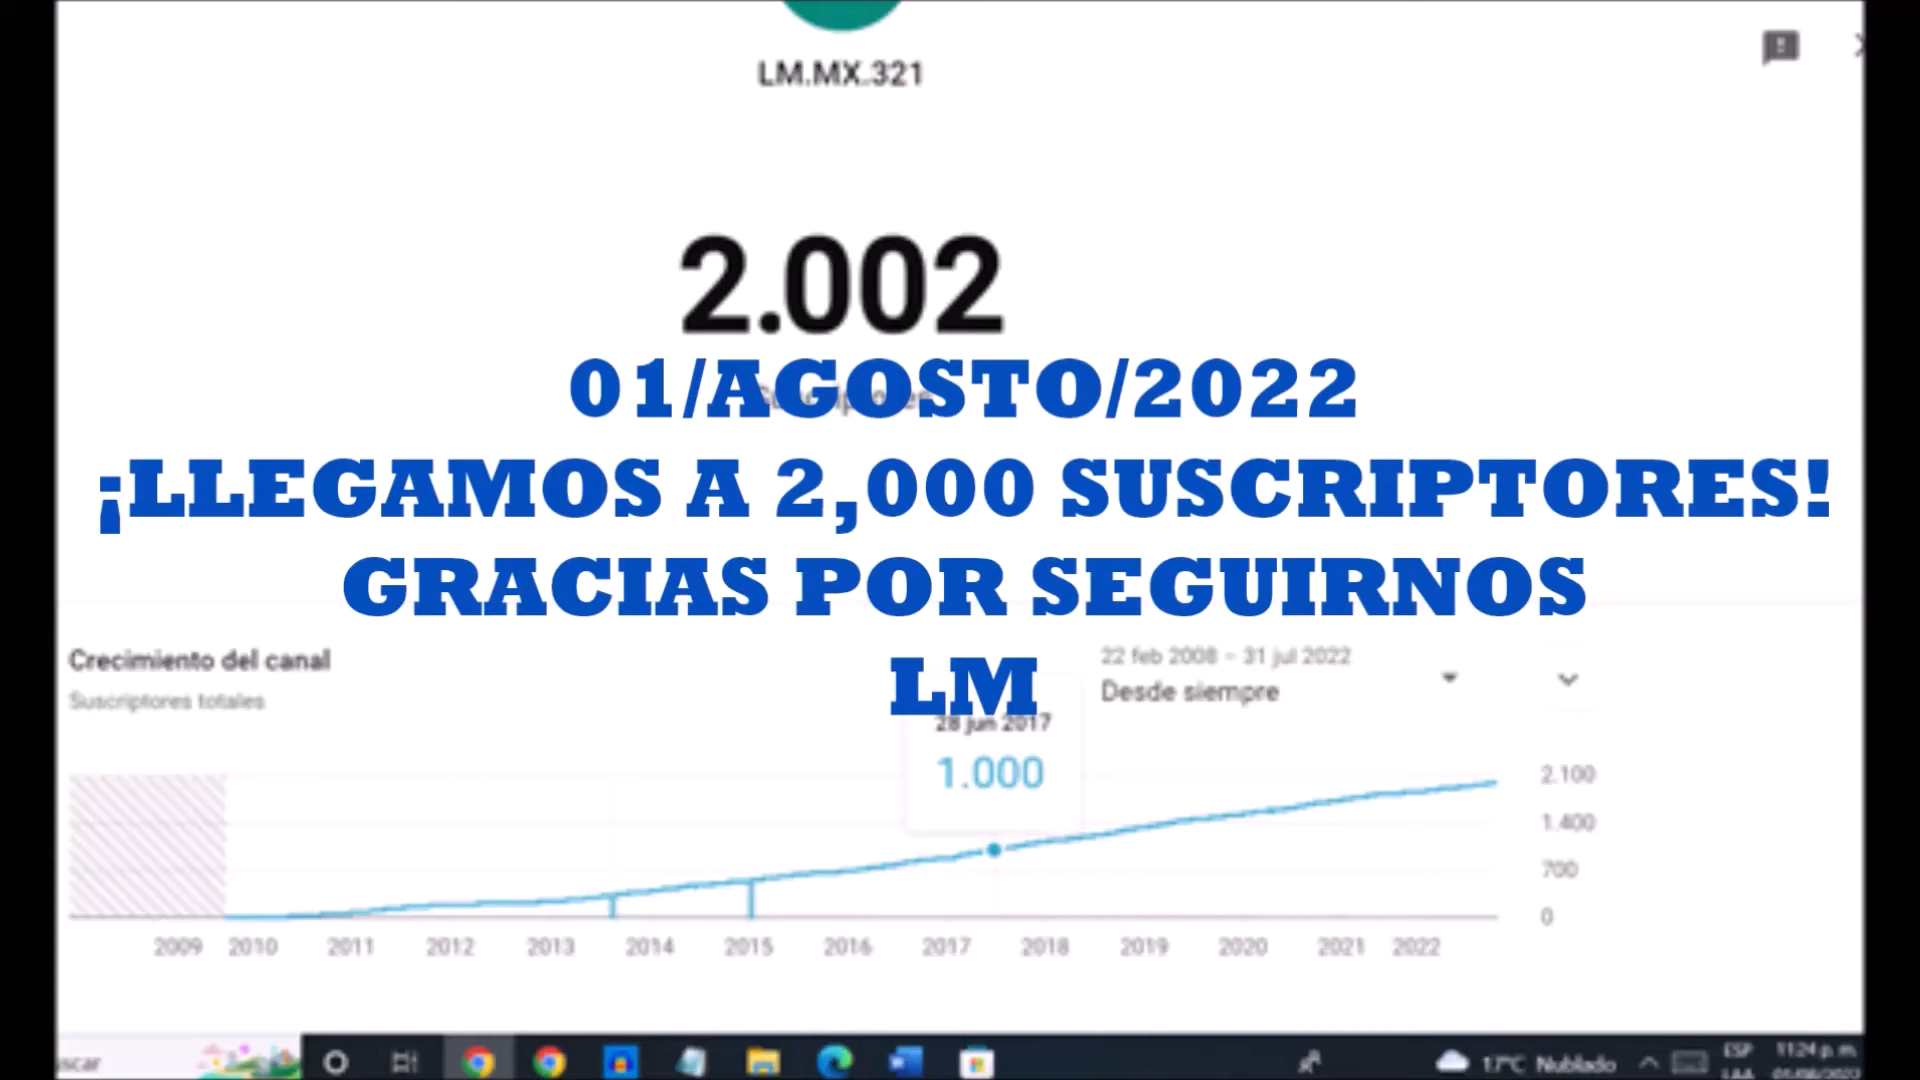 LM.MX.321
2.002
01/AGOSTO/2022
¡LLEGAMOS A 2,000 SUSCRIPTORES!
GRACIAS POR SEGUIRNOS
LM
Crecimiento del canal
Suscriptores totales
22 feb 2008 – 31 jul 2022
Desde siempre
28 jun 2017
1.000
2.100
1.400
700
0
2009 2010 2011 2012 2013 2014 2015 2016 2017 2018 2019 2020 2021 2022
17°C Nublado
ESP
11:24 p. m.